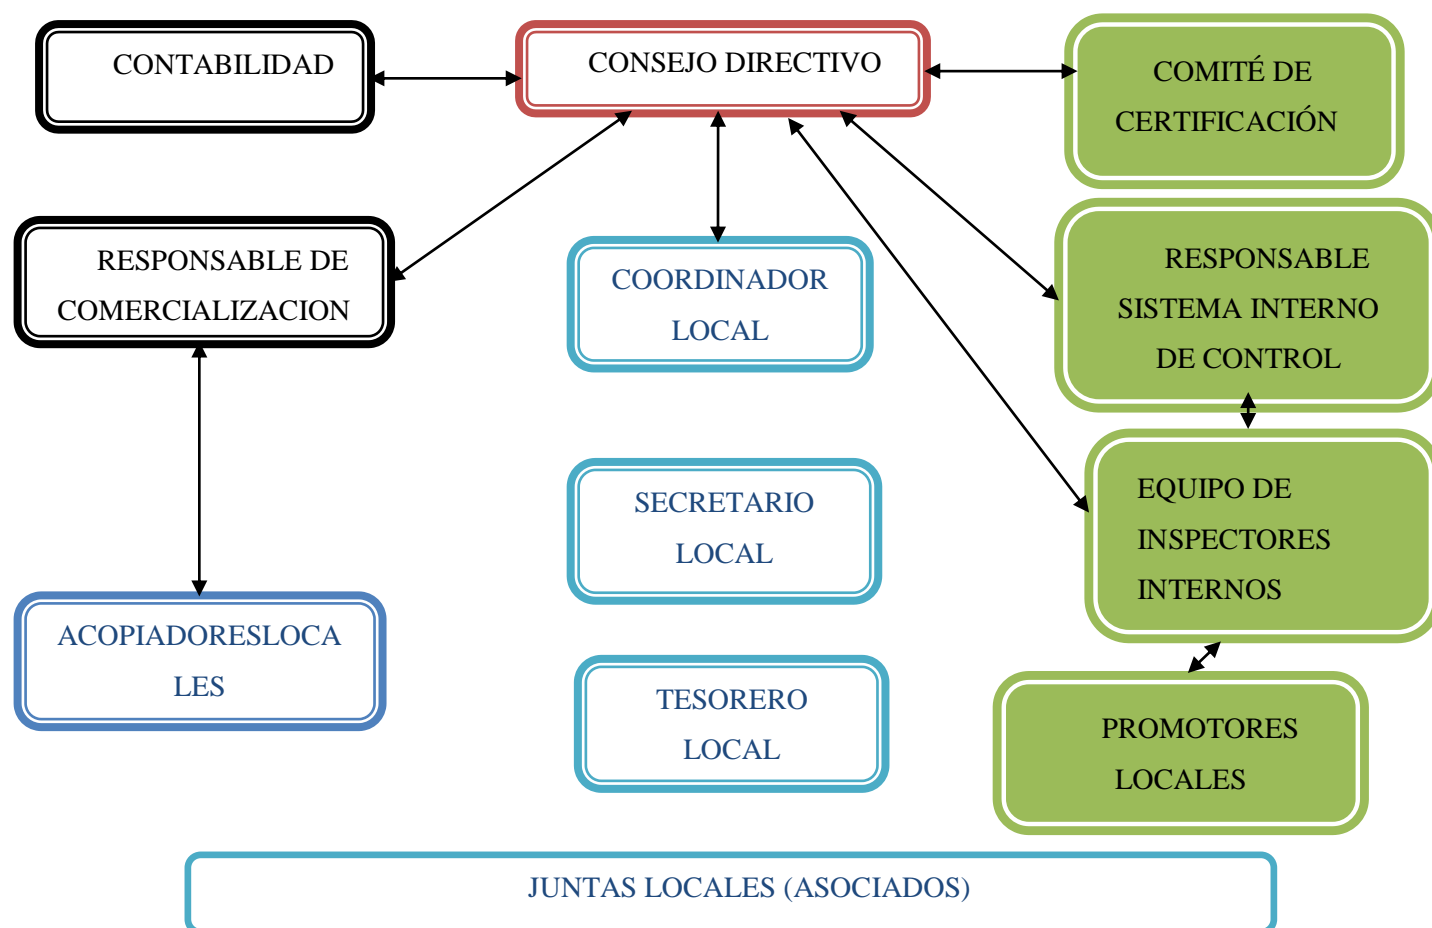 CONTABILIDAD
CONSEJO DIRECTIVO
COMITÉ DE
CERTIFICACIÓN
RESPONSABLE DE
COMERCIALIZACION
COORDINADOR
LOCAL
RESPONSABLE
SISTEMA INTERNO
DE CONTROL
SECRETARIO
LOCAL
EQUIPO DE
INSPECTORES
INTERNOS
ACOPIADORESLOCA
LES
TESORERO
LOCAL
PROMOTORES
LOCALES
JUNTAS LOCALES (ASOCIADOS)